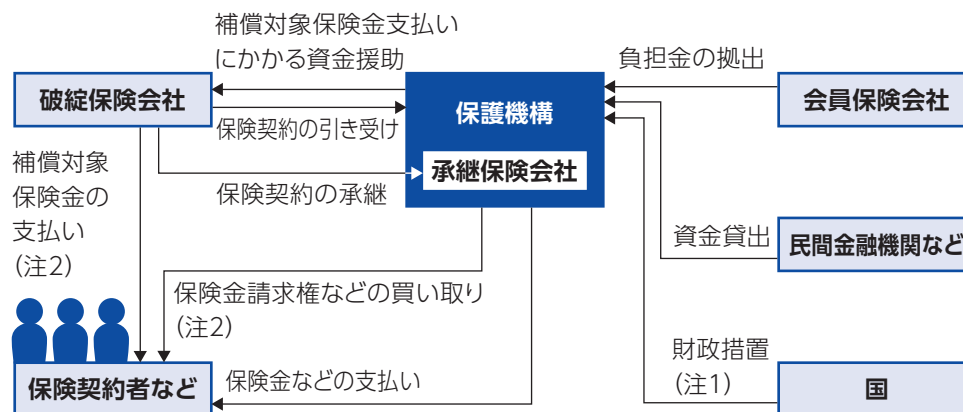 補償対象保険金支払い
にかかる資金援助
負担金の拠出
破綻保険会社
保護機構
会員保険会社
保険契約の引き受け
補償対象
保険金の
支払い
(注2)
承継保険会社
保険契約の承継
資金貸出
民間金融機関など
保険金請求権などの買い取り
(注2)
財政措置
(注1)
保険契約者など
保険金などの支払い
国